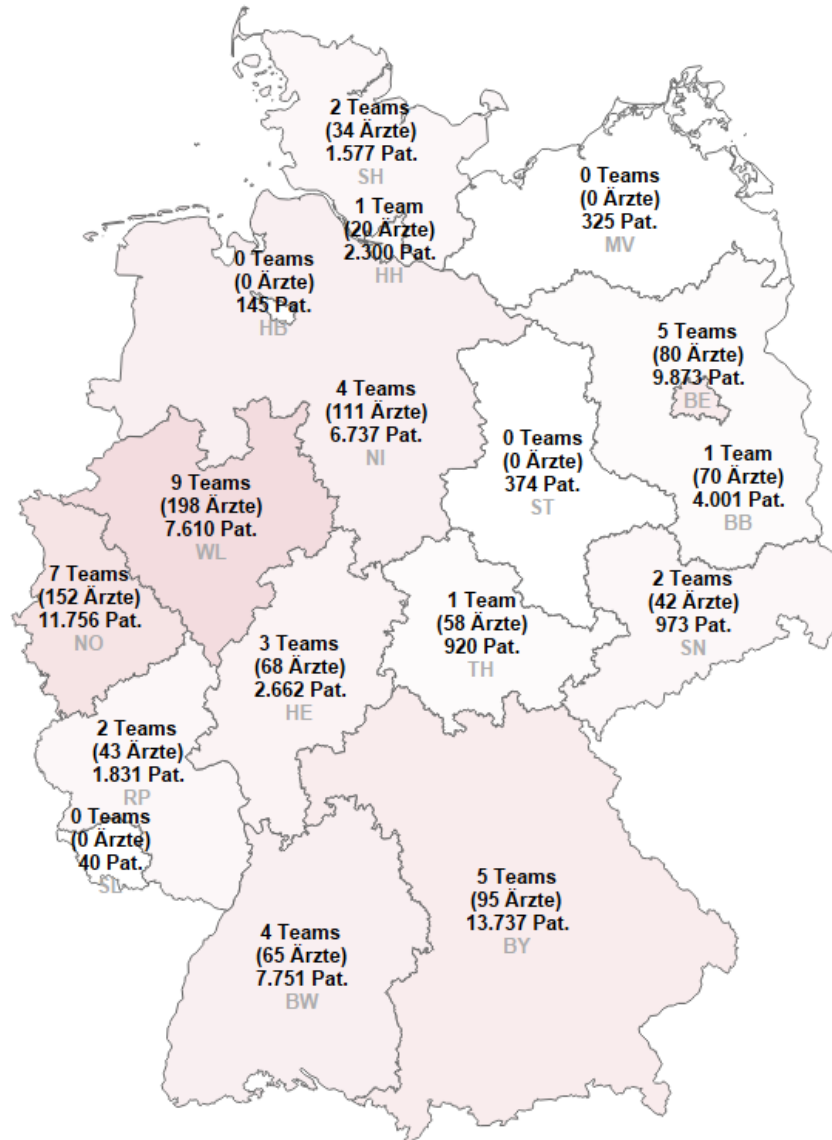 2 Teams
(34 Ärzte)
1.577 Pat.
SH
0 Teams
(0 Ärzte)
325 Pat.
MV
1 Team
(20 Ärzte)
2.300 Pat.
HH
0 Teams
(0 Ärzte)
145 Pat.
HB
5 Teams
(80 Ärzte)
9.873 Pat.
BE
4 Teams
(111 Ärzte)
6.737 Pat.
NI
0 Teams
(0 Ärzte)
374 Pat.
ST
1 Team
(70 Ärzte)
4.001 Pat.
BB
9 Teams
(198 Ärzte)
7.610 Pat.
WL
7 Teams
(152 Ärzte)
11.756 Pat.
NO
3 Teams
(68 Ärzte)
2.662 Pat.
HE
1 Team
(58 Ärzte)
920 Pat.
TH
2 Teams
(42 Ärzte)
973 Pat.
SN
2 Teams
(43 Ärzte)
1.831 Pat.
RP
0 Teams
(0 Ärzte)
40 Pat.
SL
4 Teams
(65 Ärzte)
7.751 Pat.
BW
5 Teams
(95 Ärzte)
13.737 Pat.
BY